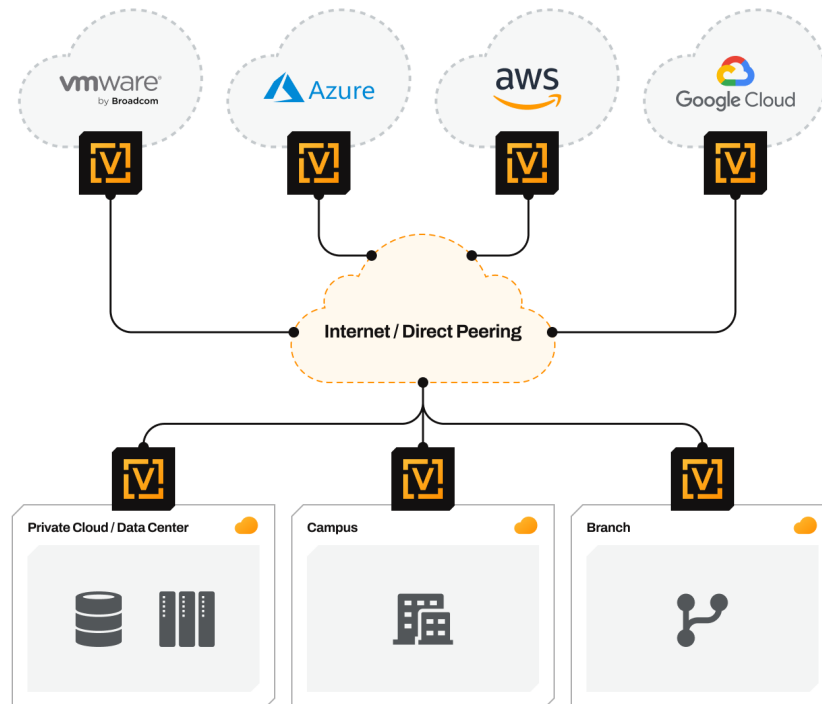 vmware®
by Broadcom
Azure
aws
Google Cloud
V
V
V
V
Internet / Direct Peering
V
V
V
Private Cloud / Data Center
Campus
Branch